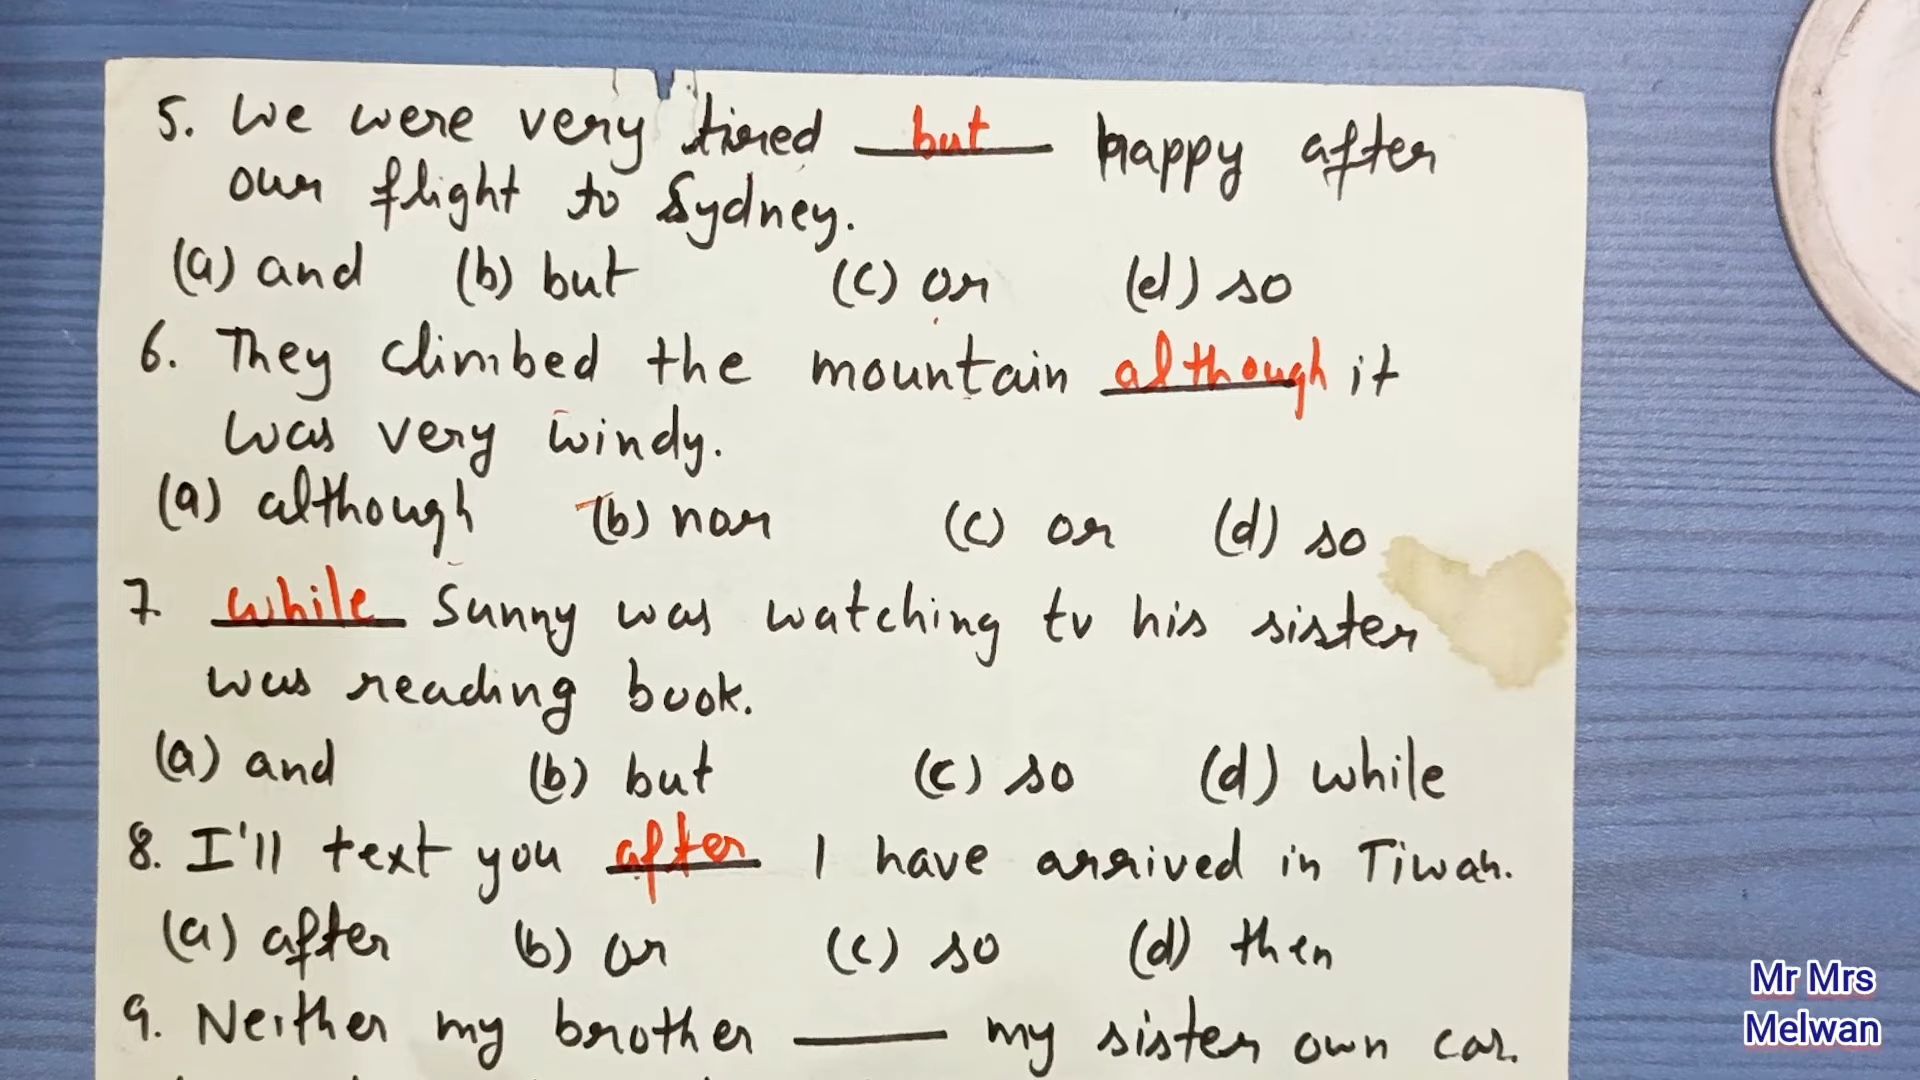 5. We were very tired but happy after
our flight to Sydney.
(a) and (b) but (c) or (d) so
6. They climbed the mountain although it
was very windy.
(a) although (b) nor (c) or (d) so
7. while Sunny was watching tv his sister
was reading book.
(a) and (b) but (c) so (d) while
8. I'll text you after I have arrived in Tiwan.
(a) after (b) or (c) so (d) then
9. Neither my brother ____ my sister own car.
Mr Mrs
Melwan